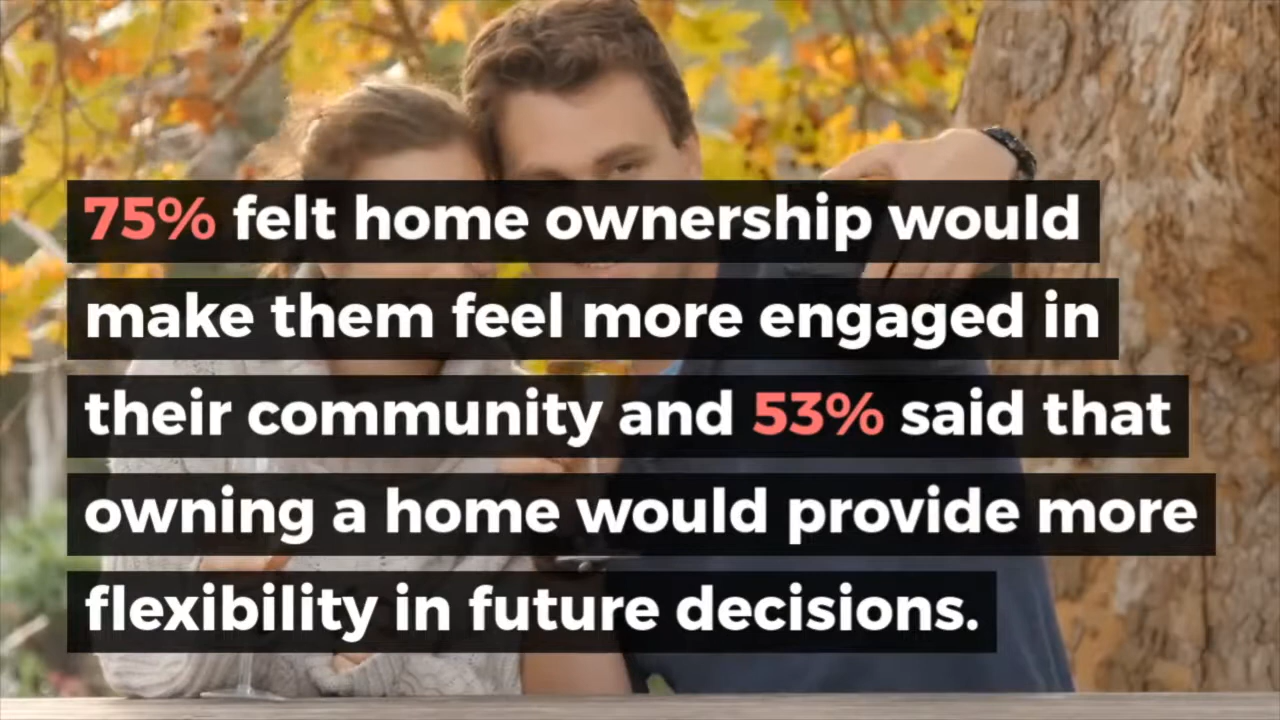 75% felt home ownership would
make them feel more engaged in
their community and 53% said that
owning a home would provide more
flexibility in future decisions.